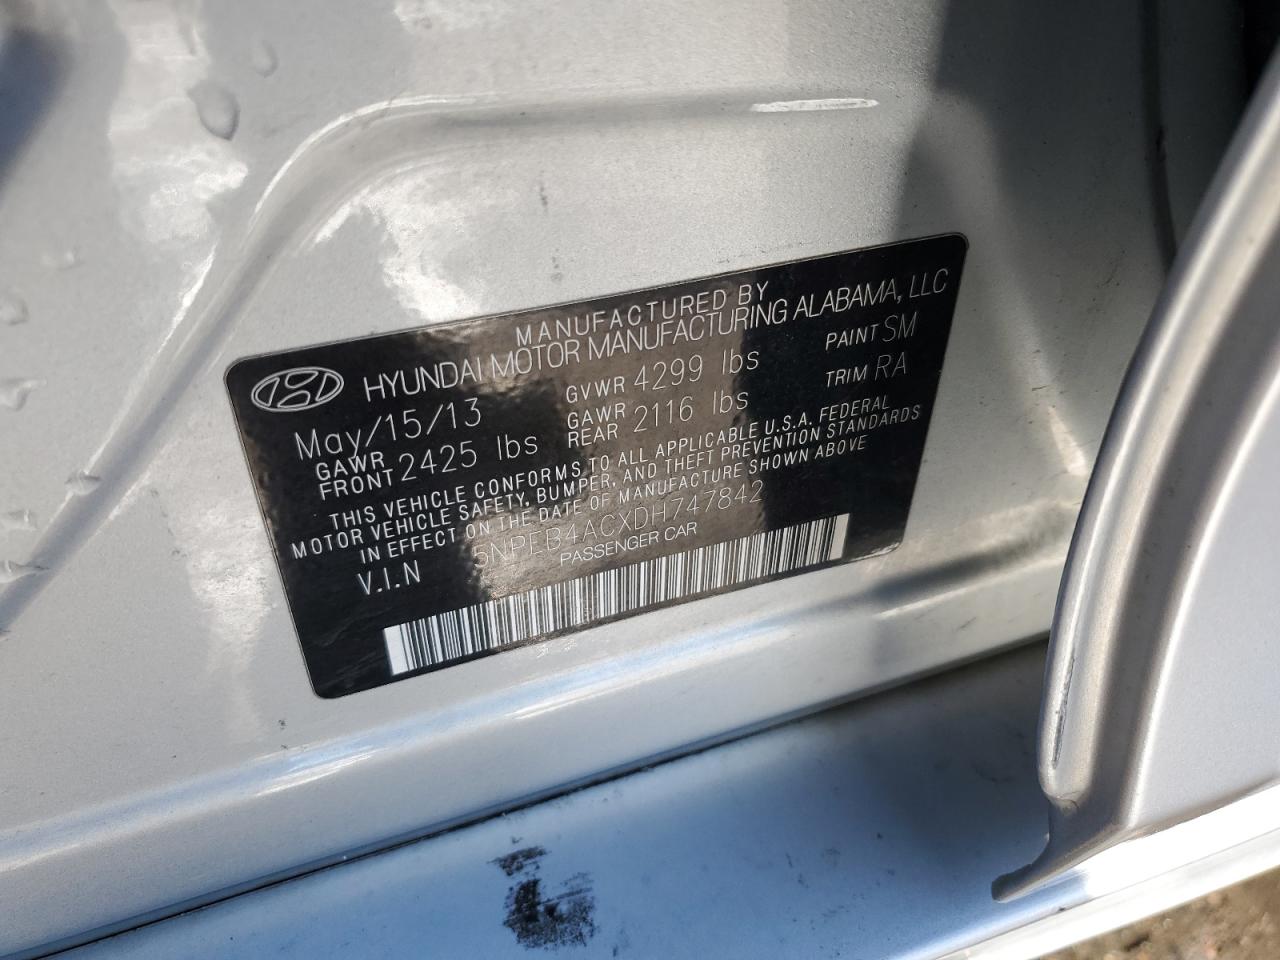 MANUFACTURED BY
HYUNDAI MOTOR MANUFACTURING ALABAMA, LLC
May/15/13 GVWR 4299 lbs PAINT SM
GAWR FRONT 2425 lbs GAWR REAR 2116 lbs TRIM RA
THIS VEHICLE CONFORMS TO ALL APPLICABLE U.S.A. FEDERAL
MOTOR VEHICLE SAFETY, BUMPER, AND THEFT PREVENTION STANDARDS
IN EFFECT ON THE DATE OF MANUFACTURE SHOWN ABOVE
V.I.N 5NPEB4ACXDH747842
PASSENGER CAR